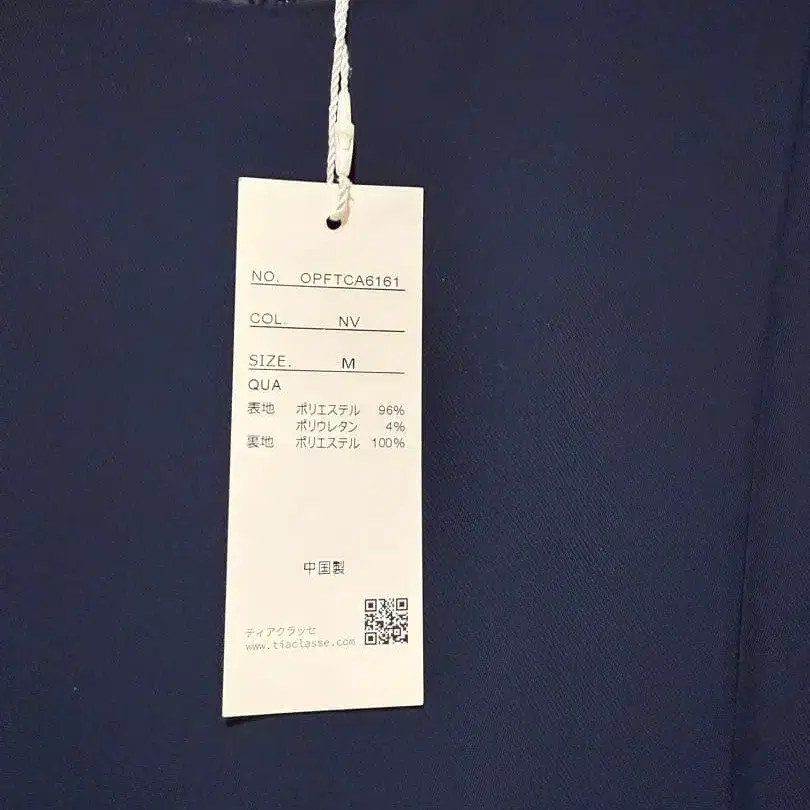 NO. OPFTCA6161
COL. NV
SIZE. M
QUA
表地 ポリエステル 96%
ポリウレタン 4%
裏地 ポリエステル 100%
中国製
ティアクラッセ
www.tiaclasse.com